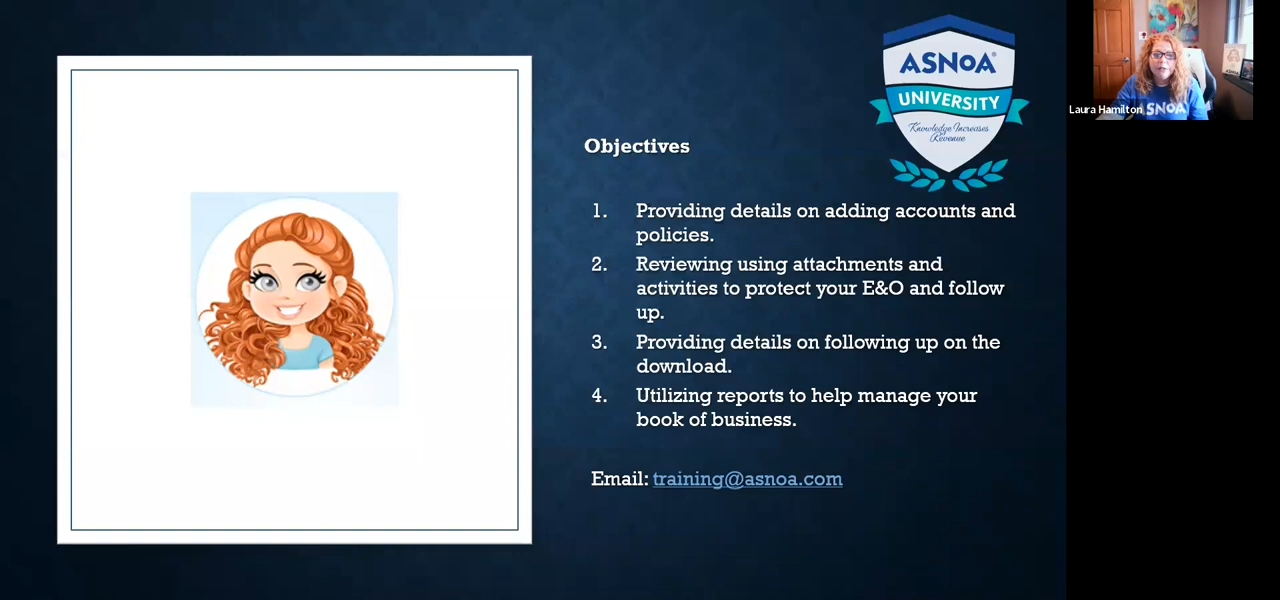 ASNOA®
UNIVERSITY
Knowledge Increases
Revenue
Laura Hamilton
ASNOA
Objectives
1. Providing details on adding accounts and
policies.
2. Reviewing using attachments and
activities to protect your E&O and follow
up.
3. Providing details on following up on the
download.
4. Utilizing reports to help manage your
book of business.
Email: training@asnoa.com